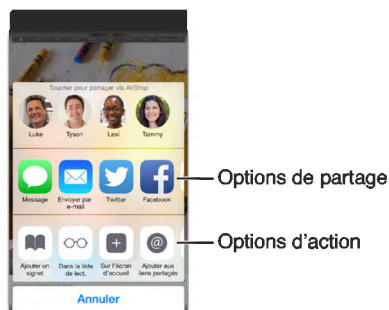 Toucher pour partager via AirDrop
Luke Tyson Lexi Tammy
Message Envoyer par Twitter Facebook
e-mail
Options de partage
Ajouter un Dans la liste Sur l'écran Ajouter aux
signet de lect. d'accueil liens partagés
Options d'action
Annuler